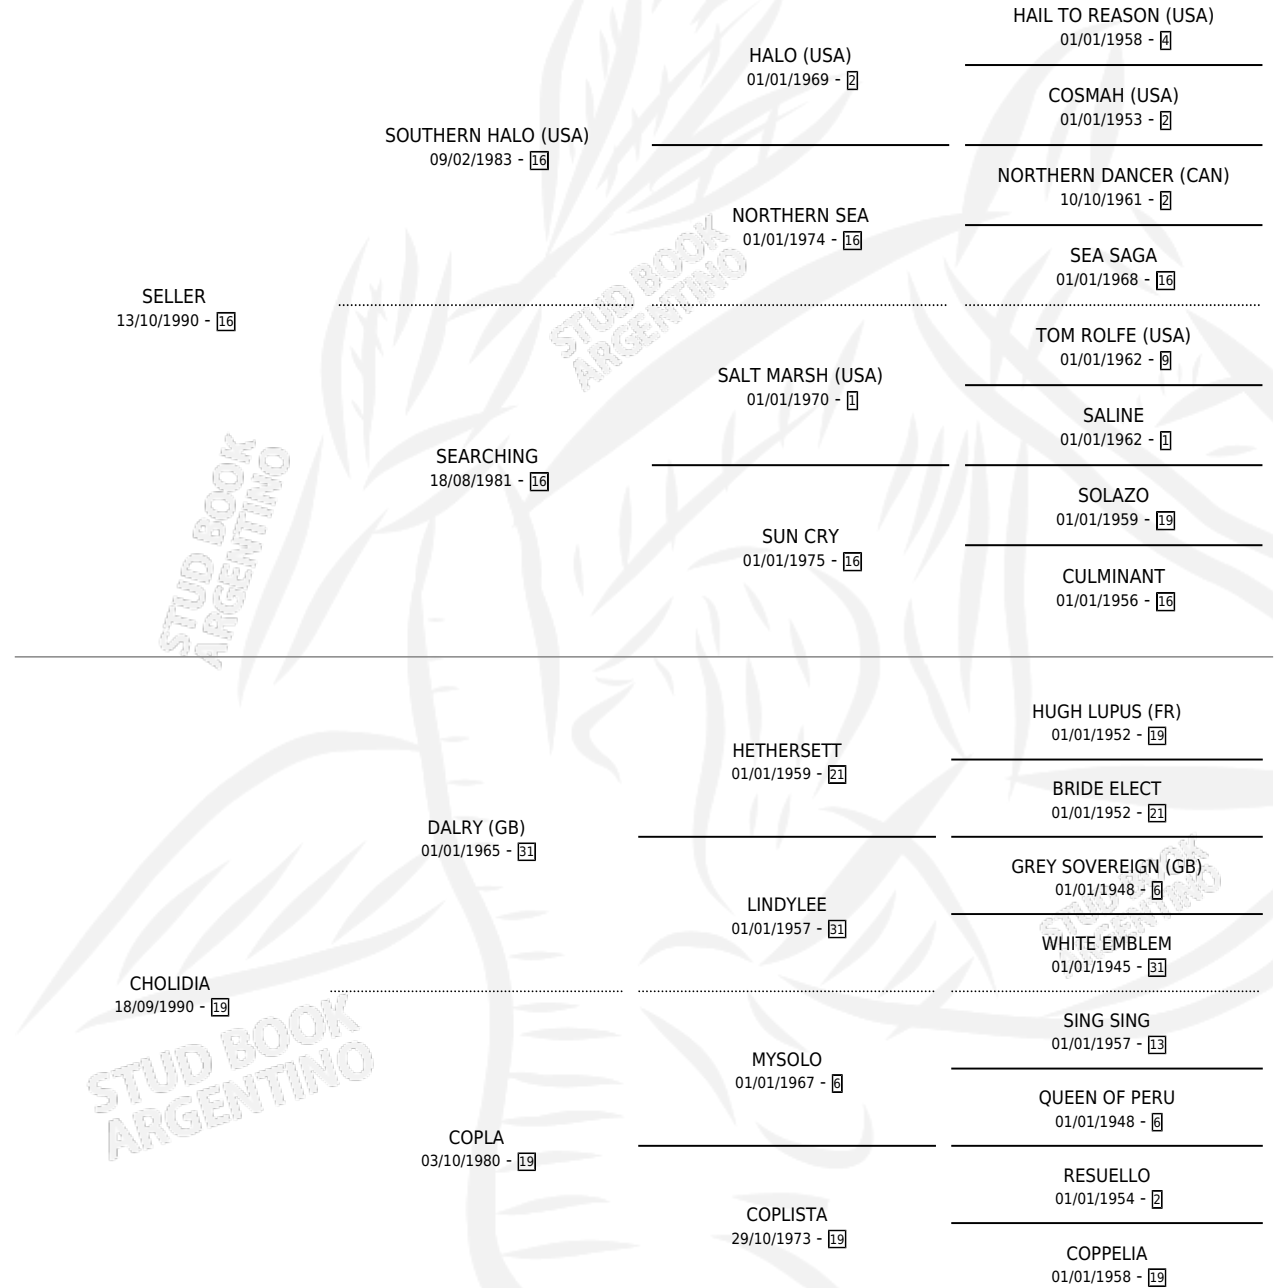 HAIL TO REASON (USA)
01/01/1958 - 4
HALO (USA)
01/01/1969 - 2
COSMAH (USA)
01/01/1953 - 2
SOUTHERN HALO (USA)
09/02/1983 - 16
NORTHERN DANCER (CAN)
10/10/1961 - 2
NORTHERN SEA
01/01/1974 - 16
SEA SAGA
01/01/1968 - 16
SELLER
13/10/1990 - 16
STUD BOOK
ARGENTINO
TOM ROLFE (USA)
01/01/1962 - 9
SALT MARSH (USA)
01/01/1970 - 1
SALINE
01/01/1962 - 1
SEARCHING
18/08/1981 - 16
SOLAZO
01/01/1959 - 19
SUN CRY
01/01/1975 - 16
CULMINANT
01/01/1956 - 16
STUD BOOK
ARGENTINO
HUGH LUPUS (FR)
01/01/1952 - 19
HETHERSETT
01/01/1959 - 21
BRIDE ELECT
01/01/1952 - 21
DALRY (GB)
01/01/1965 - 31
GREY SOVEREIGN (GB)
01/01/1948 - 6
LINDYLEE
01/01/1957 - 31
STUD BOOK
ARGENTINO
WHITE EMBLEM
01/01/1945 - 31
CHOLIDIA
18/09/1990 - 19
SING SING
01/01/1957 - 13
MYSOLO
01/01/1967 - 6
STUD BOOK
ARGENTINO
QUEEN OF PERU
01/01/1948 - 6
COPLA
03/10/1980 - 19
RESUELLO
01/01/1954 - 2
COPLISTA
29/10/1973 - 19
COPPELIA
01/01/1958 - 19